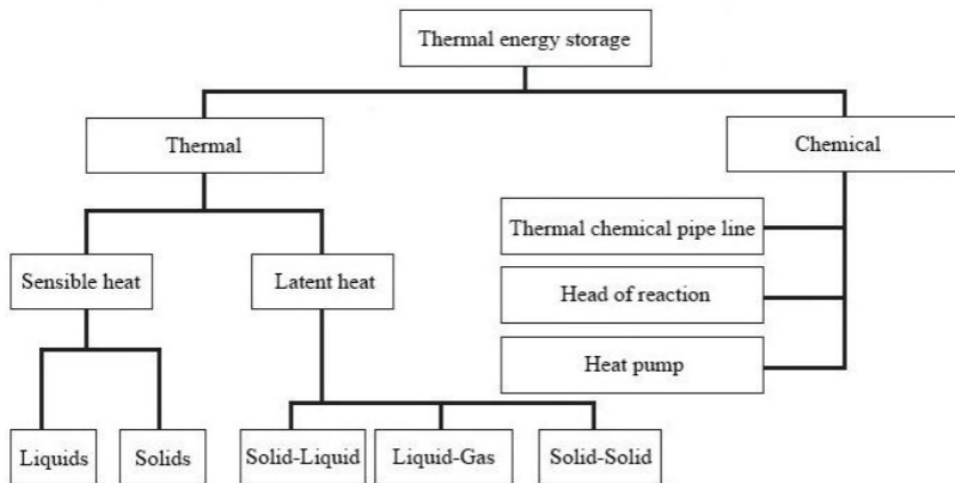 Thermal energy storage
Thermal
Chemical
Thermal chemical pipe line
Sensible heat
Latent heat
Head of reaction
Heat pump
Liquids
Solids
Solid-Liquid
Liquid-Gas
Solid-Solid